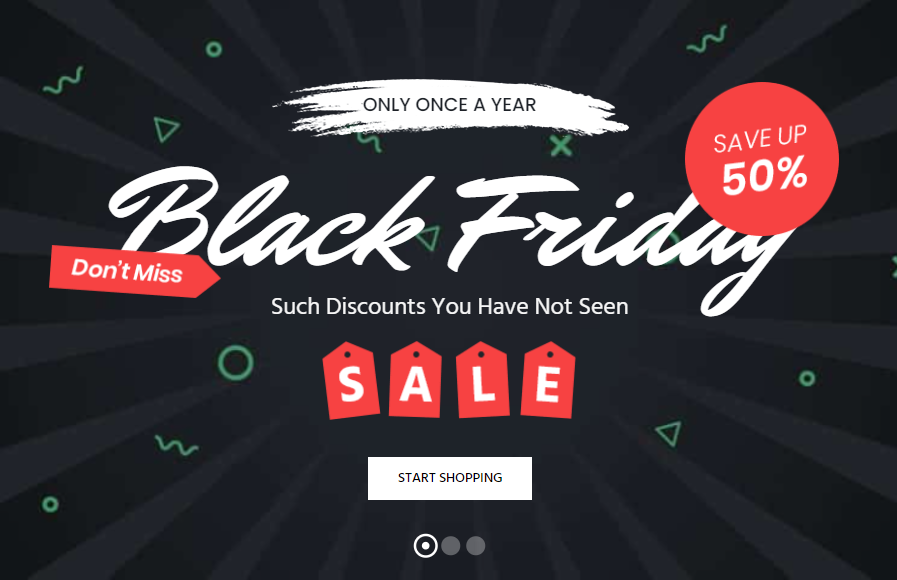 ONLY ONCE A YEAR
SAVE UP
50%
Black Friday
Don't Miss
Such Discounts You Have Not Seen
SALE
START SHOPPING